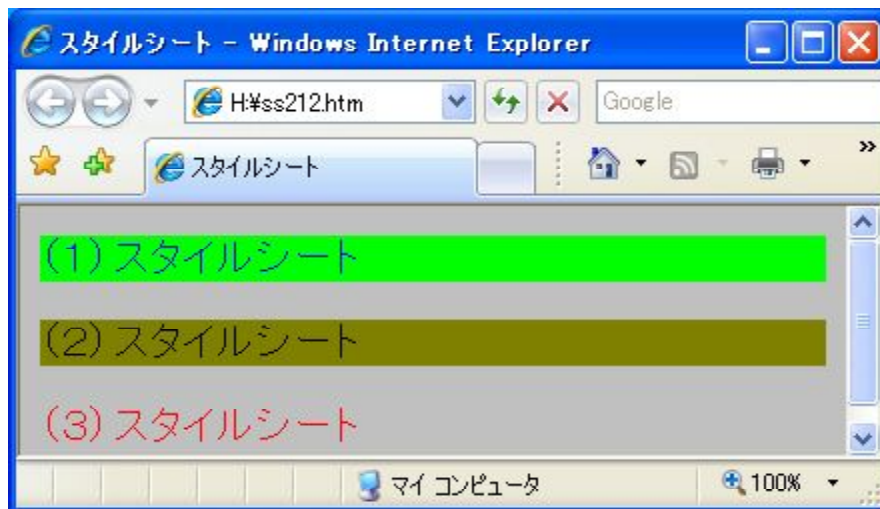 スタイルシート - Windows Internet Explorer
H:¥ss212.htm
Google
スタイルシート
»
(1)スタイルシート
(2)スタイルシート
(3)スタイルシート
マイ コンピュータ
100%